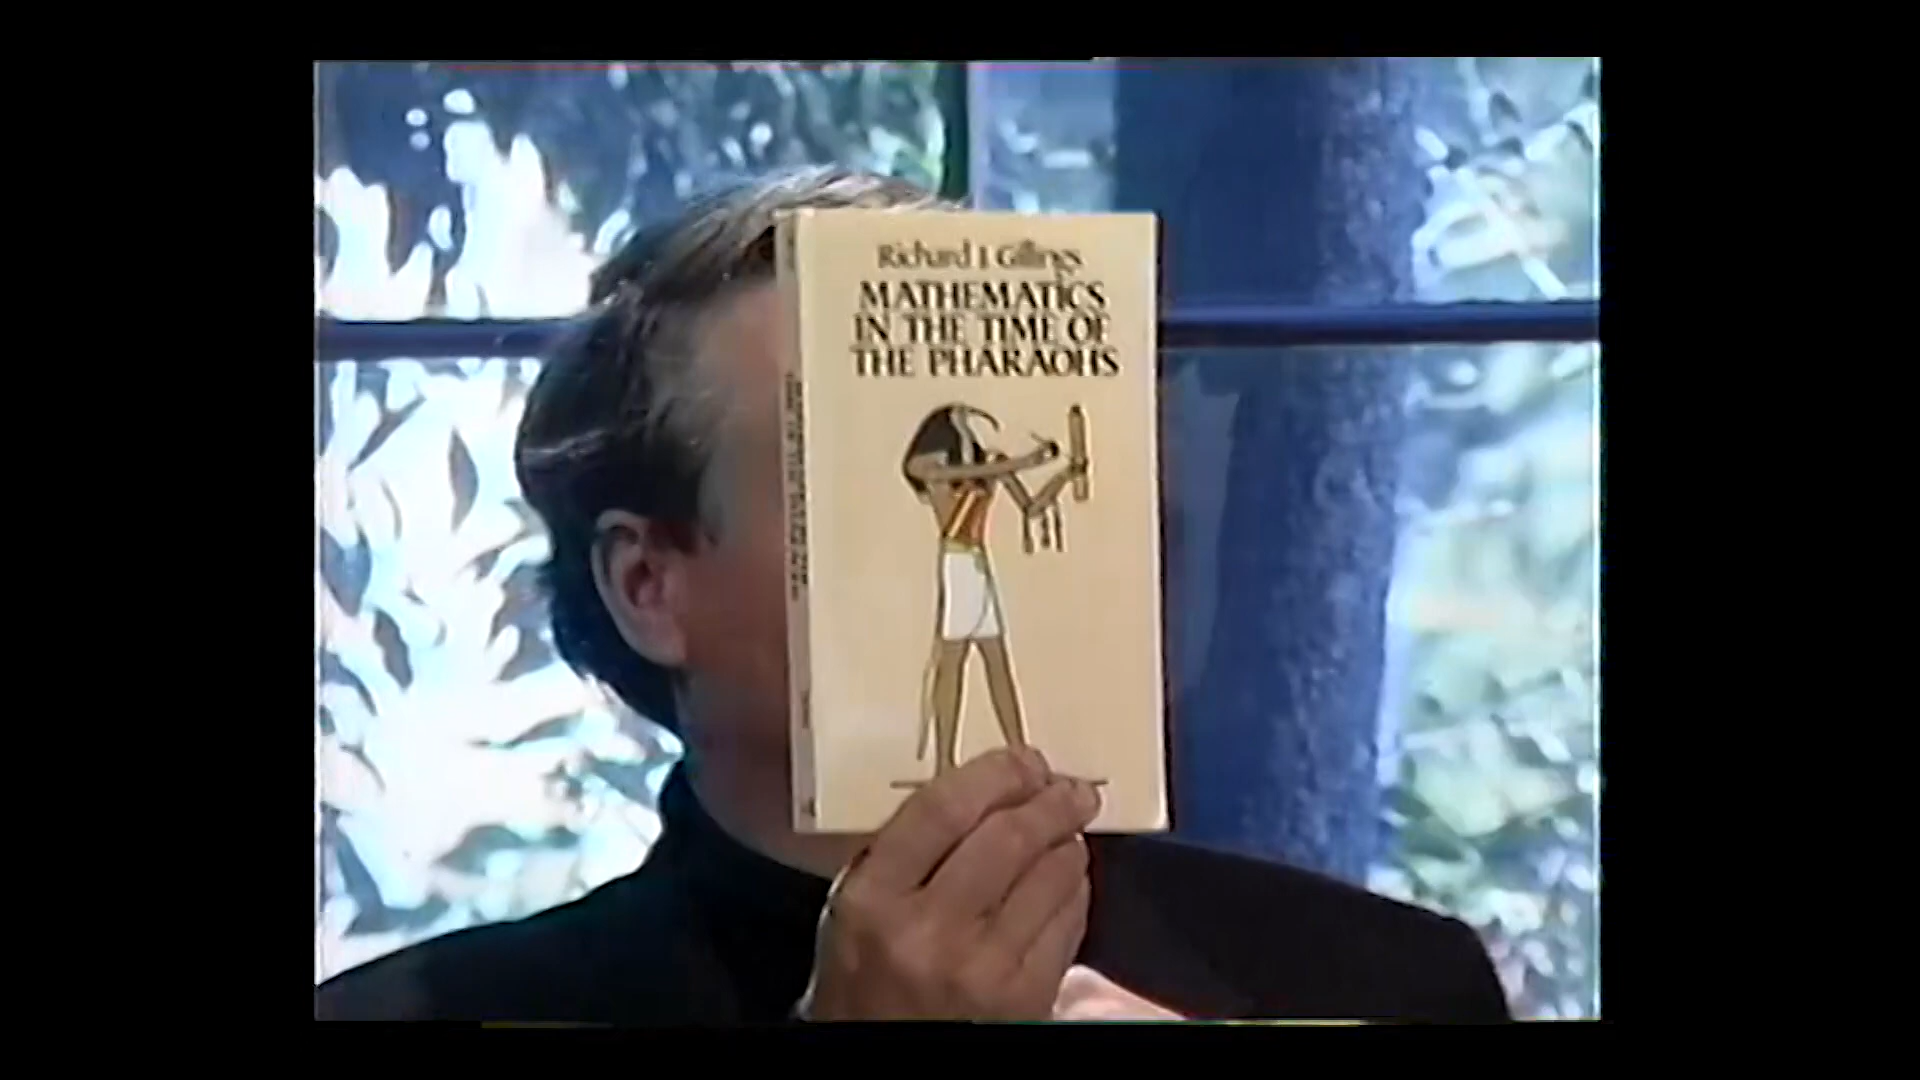 Richard J. Gillings
MATHEMATICS
IN THE TIME OF
THE PHARAOHS